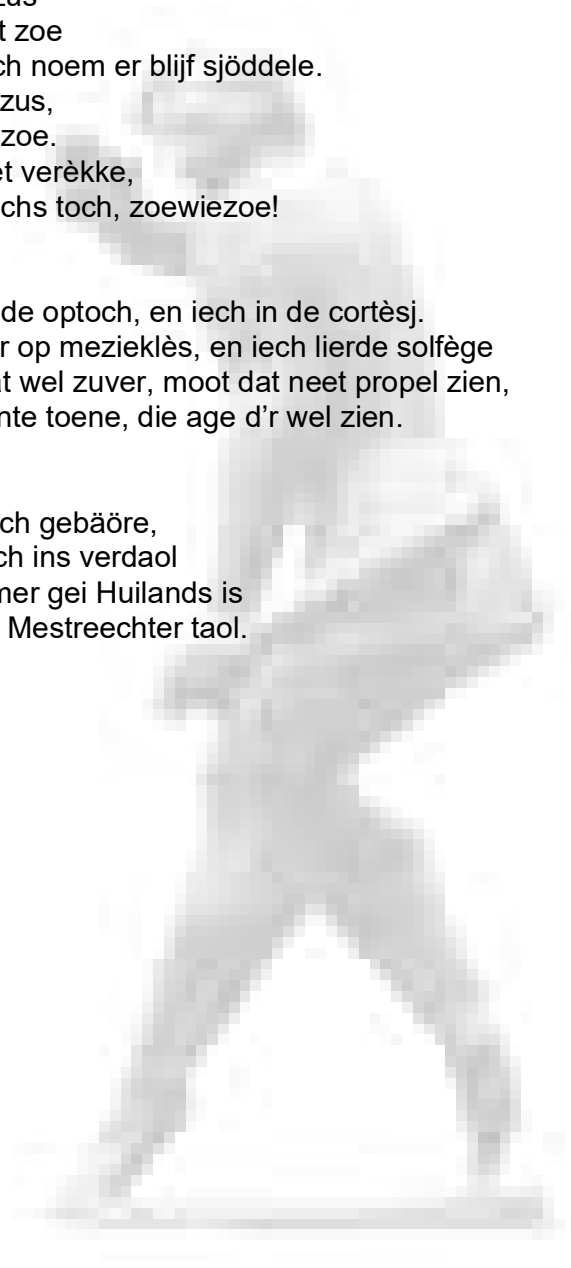 t zoe
ch noem er blijf sjöddele.
zus,
zoe.
et verèkke,
chs toch, zoewiezoe!
de optoch, en iech in de cortèsj.
r op mezieklès, en iech lierde solfège
at wel zuver, moot dat neet propel zien,
nte toene, die age d’r wel zien.
ch gebäöre,
ch ins verdaol
mer gei Huilands is
Mestreechter taol.